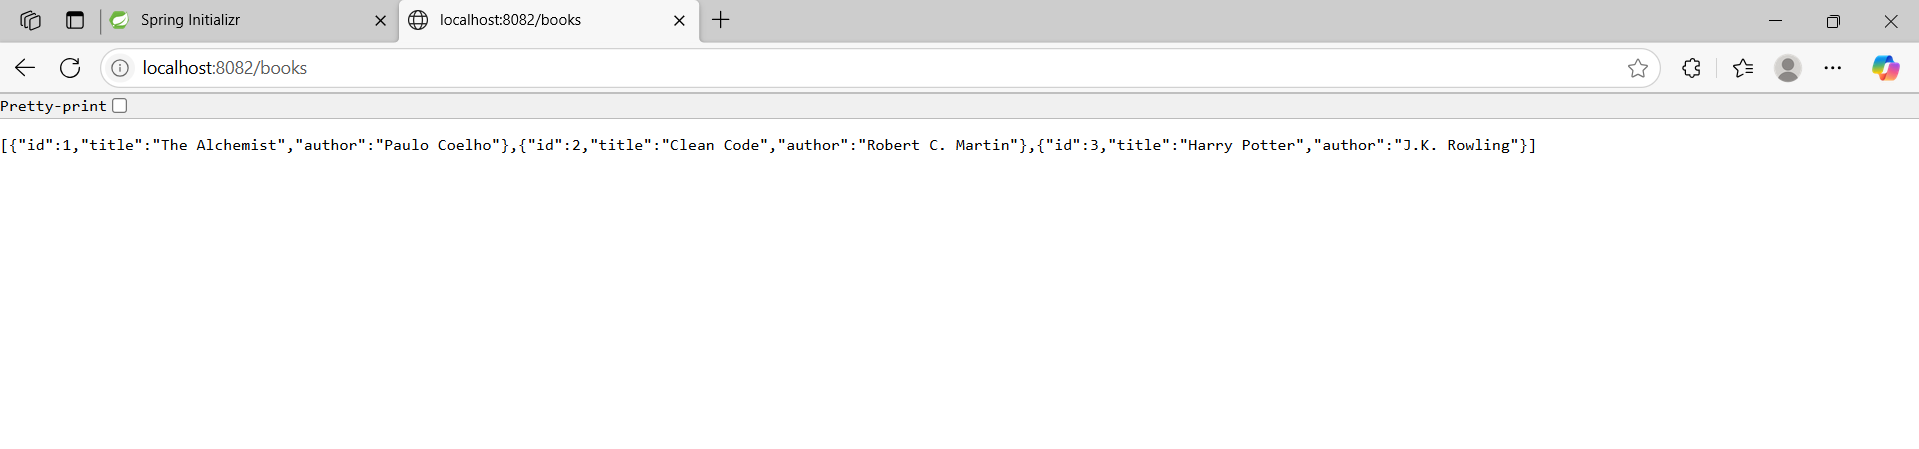 Spring Initializr
localhost:8082/books
localhost:8082/books
Pretty-print
[{"id":1,"title":"The Alchemist","author":"Paulo Coelho"},{"id":2,"title":"Clean Code","author":"Robert C. Martin"},{"id":3,"title":"Harry Potter","author":"J.K. Rowling"}]